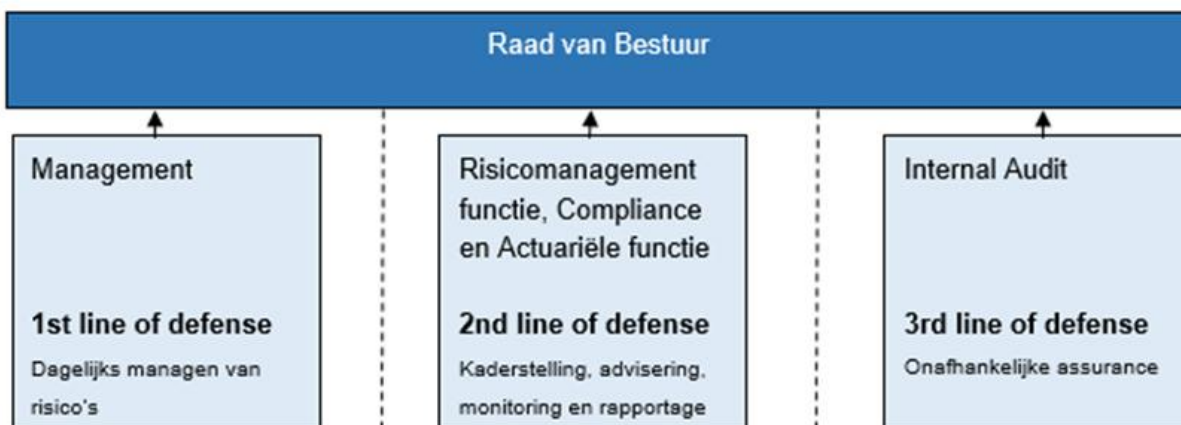 Raad van Bestuur
Management
1st line of defense
Dagelijks managen van
risico's
Risicomanagement
functie, Compliance
en Actuariële functie
2nd line of defense
Kaderstelling, advisering,
monitoring en rapportage
Internal Audit
3rd line of defense
Onafhankelijke assurance